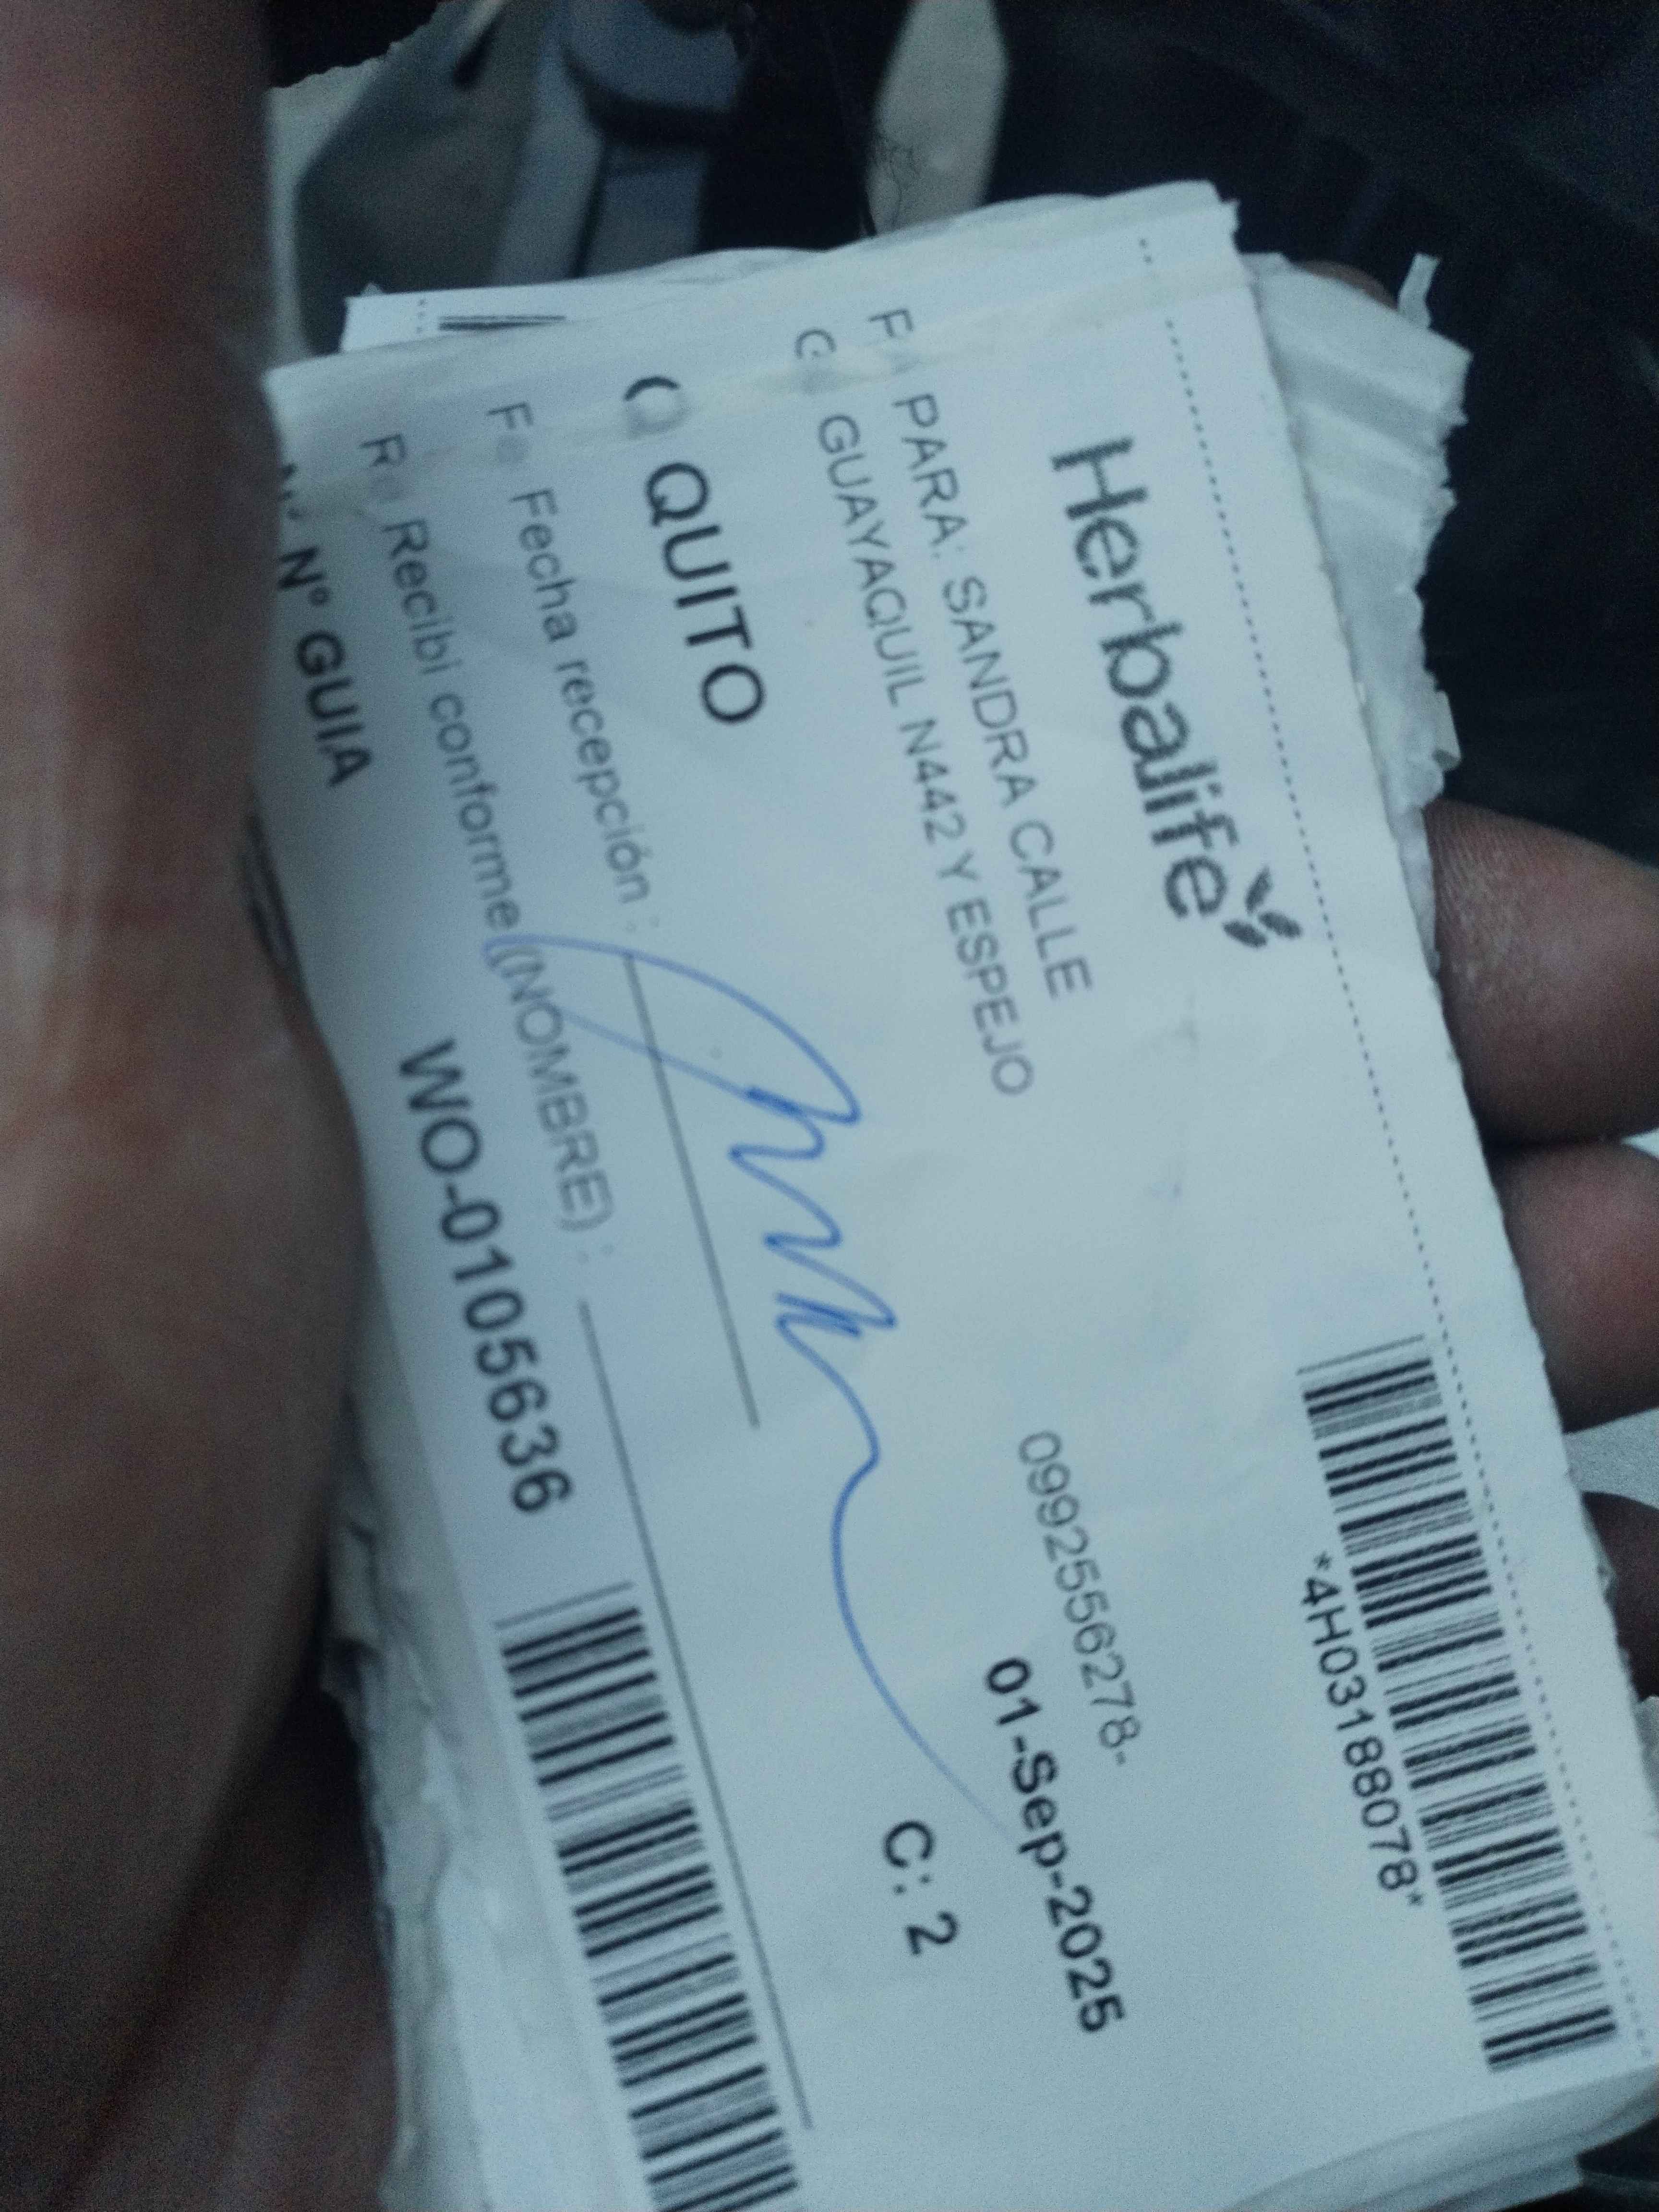 Herbalife
*4H03188078*
PARA: SANDRA CALLE
0992556278-
GUAYAQUIL N442 Y ESPEJO
01-Sep-2025
QUITO
C: 2
Fecha recepción :
Recibi conforme (NOMBRE) :
Nº GUIA
WO-0105636